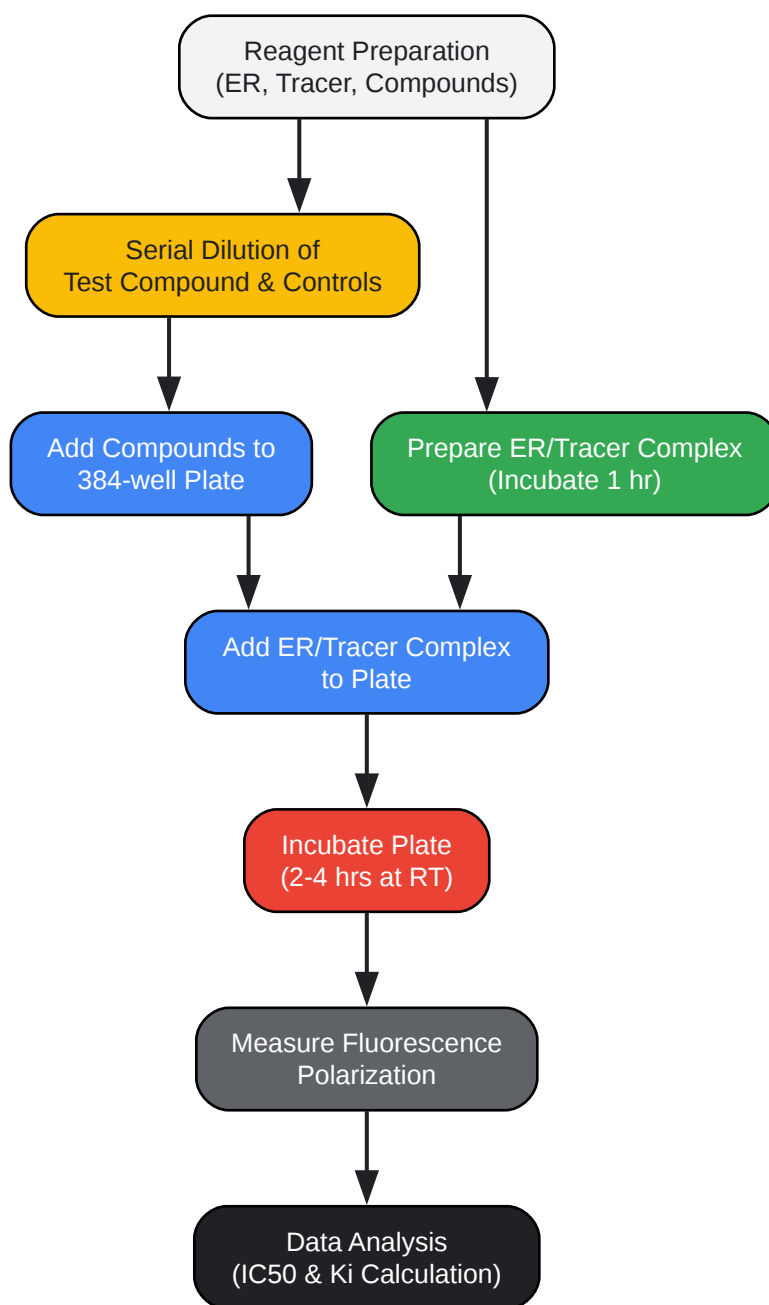 Reagent Preparation
(ER, Tracer, Compounds)
Serial Dilution of
Test Compound & Controls
Add Compounds to
384-well Plate
Prepare ER/Tracer Complex
(Incubate 1 hr)
Add ER/Tracer Complex
to Plate
Incubate Plate
(2-4 hrs at RT)
Measure Fluorescence
Polarization
Data Analysis
(IC50 & Ki Calculation)